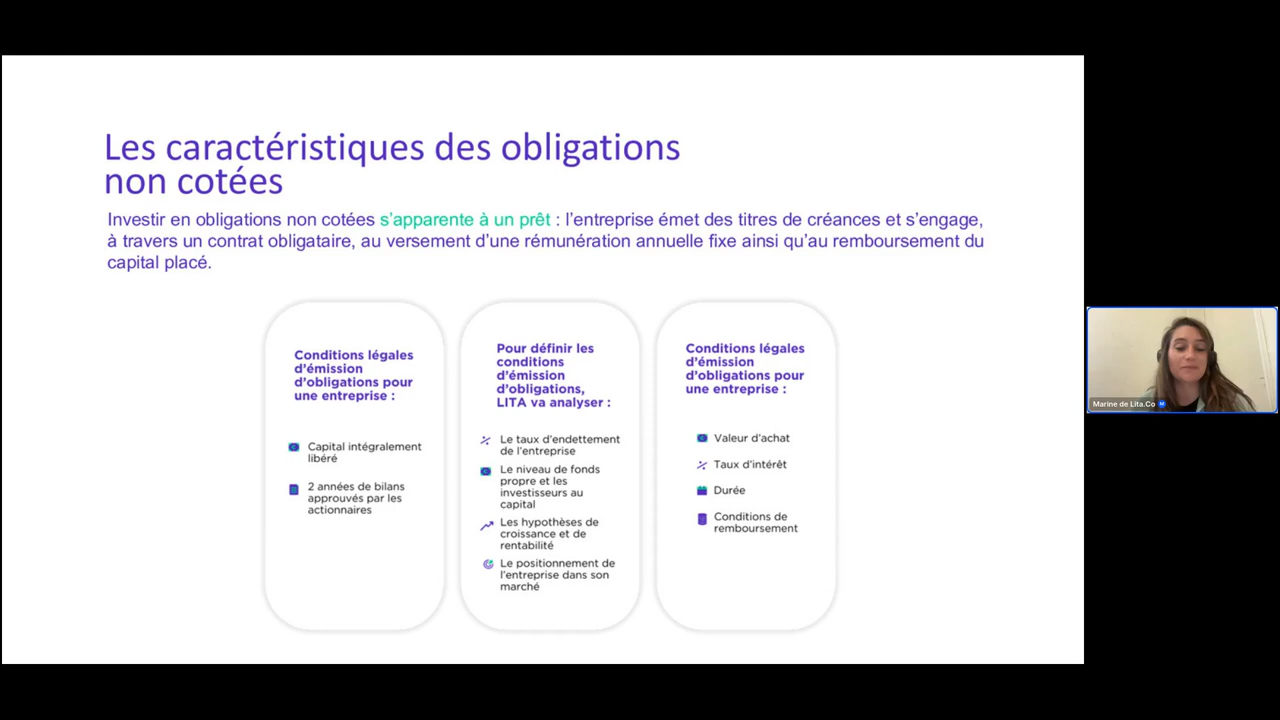 Les caractéristiques des obligations
non cotées
Investir en obligations non cotées s’apparente à un prêt : l’entreprise émet des titres de créances et s’engage,
à travers un contrat obligataire, au versement d’une rémunération annuelle fixe ainsi qu’au remboursement du
capital placé.
Conditions légales
d’émission
d’obligations pour
une entreprise :
Capital intégralement
libéré
2 années de bilans
approuvés par les
actionnaires
Pour définir les
conditions
d’émission
d’obligations,
LITA va analyser :
Le taux d’endettement
de l’entreprise
Le niveau de fonds
propre et les
investisseurs au
capital
Les hypothèses de
croissance et de
rentabilité
Le positionnement de
l’entreprise dans son
marché
Conditions légales
d’émission
d’obligations pour
une entreprise :
Valeur d’achat
Taux d’intérêt
Durée
Conditions de
remboursement
Marine de Lita.Co